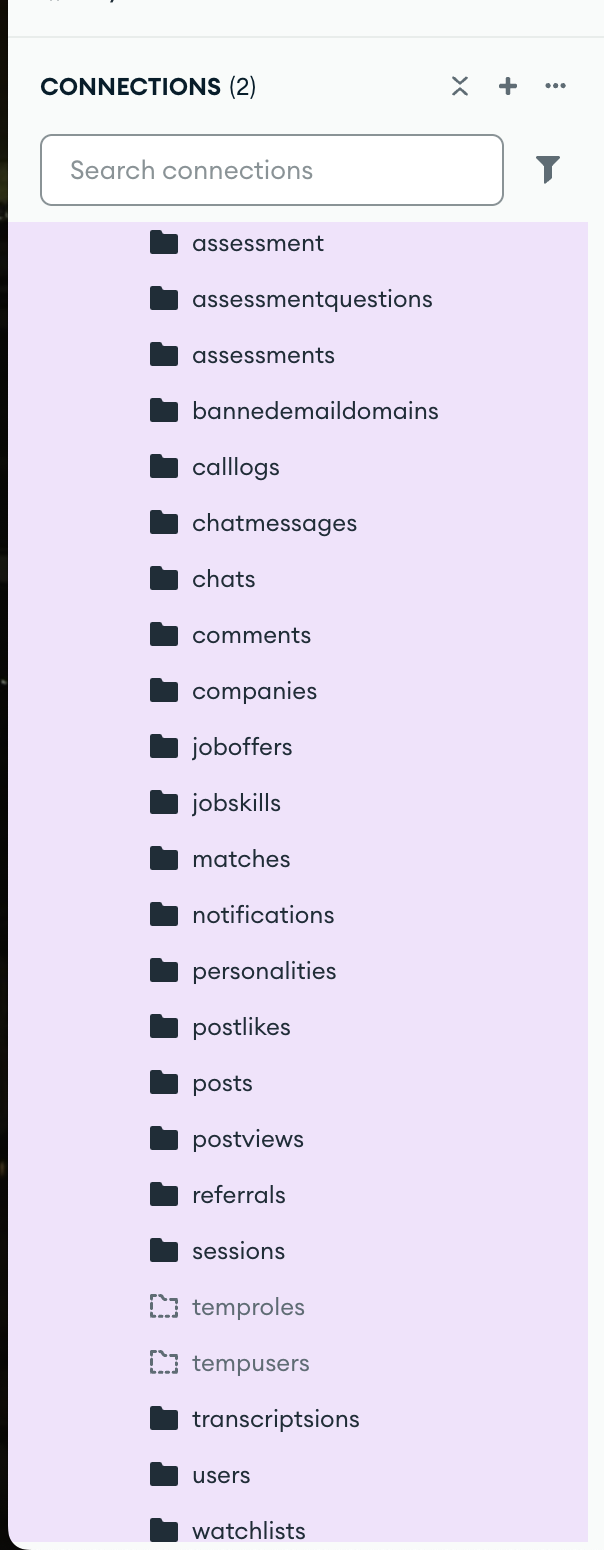 CONNECTIONS (2)
Search connections
assessment
assessmentquestions
assessments
bannedemaildomains
calllogs
chatmessages
chats
comments
companies
joboffers
jobskills
matches
notifications
personalities
postlikes
posts
postviews
referrals
sessions
temproles
tempusers
transcriptsions
users
watchlists